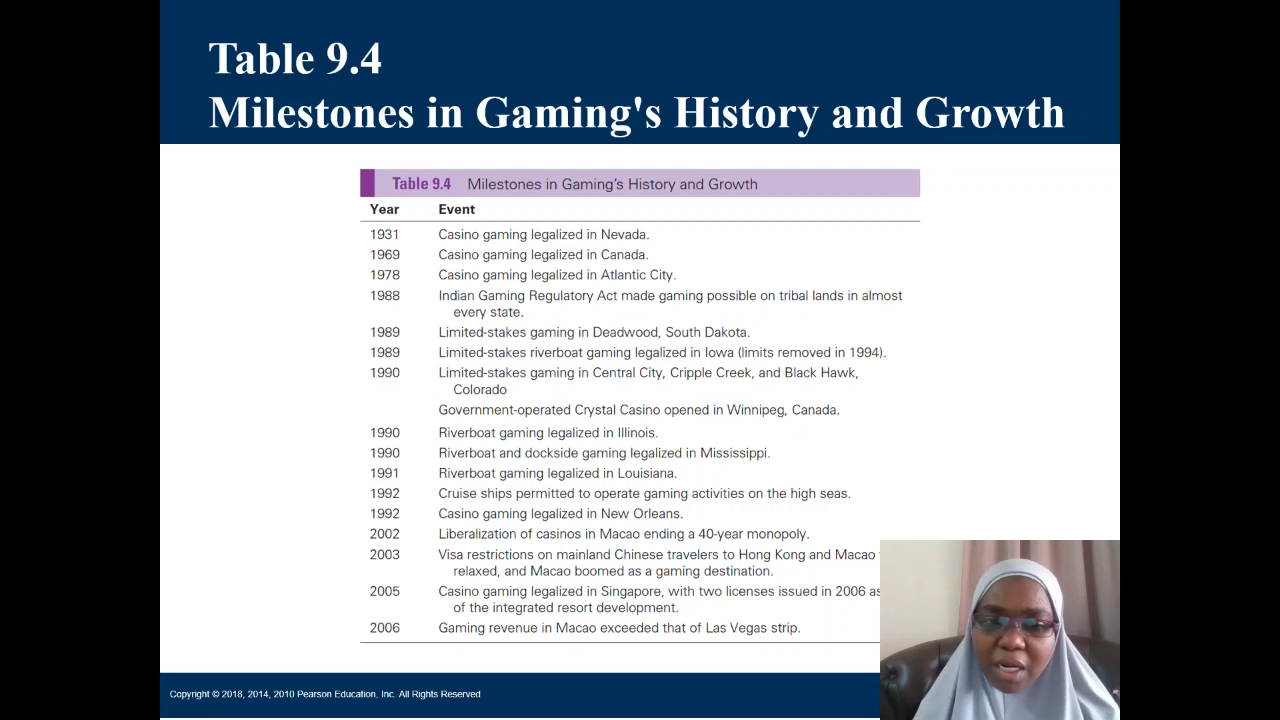 Table 9.4
Milestones in Gaming's History and Growth
Table 9.4 Milestones in Gaming's History and Growth
Year Event
1931 Casino gaming legalized in Nevada.
1969 Casino gaming legalized in Canada.
1978 Casino gaming legalized in Atlantic City.
1988 Indian Gaming Regulatory Act made gaming possible on tribal lands in almost
every state.
1989 Limited-stakes gaming in Deadwood, South Dakota.
1989 Limited-stakes riverboat gaming legalized in Iowa (limits removed in 1994).
1990 Limited-stakes gaming in Central City, Cripple Creek, and Black Hawk,
Colorado
Government-operated Crystal Casino opened in Winnipeg, Canada.
1990 Riverboat gaming legalized in Illinois.
1990 Riverboat and dockside gaming legalized in Mississippi.
1991 Riverboat gaming legalized in Louisiana.
1992 Cruise ships permitted to operate gaming activities on the high seas.
1992 Casino gaming legalized in New Orleans.
2002 Liberalization of casinos in Macao ending a 40-year monopoly.
2003 Visa restrictions on mainland Chinese travelers to Hong Kong and Macao
relaxed, and Macao boomed as a gaming destination.
2005 Casino gaming legalized in Singapore, with two licenses issued in 2006 as
of the integrated resort development.
2006 Gaming revenue in Macao exceeded that of Las Vegas strip.
Copyright © 2018, 2014, 2010 Pearson Education, Inc. All Rights Reserved